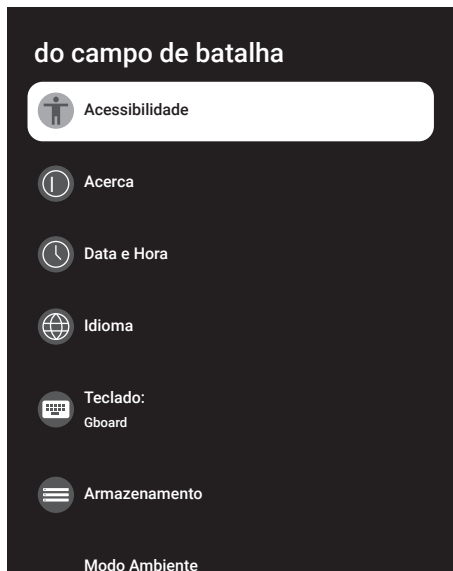 do campo de batalha
Acessibilidade
Acerca
Data e Hora
Idioma
Teclado:
Gboard
Armazenamento
Modo Ambiente